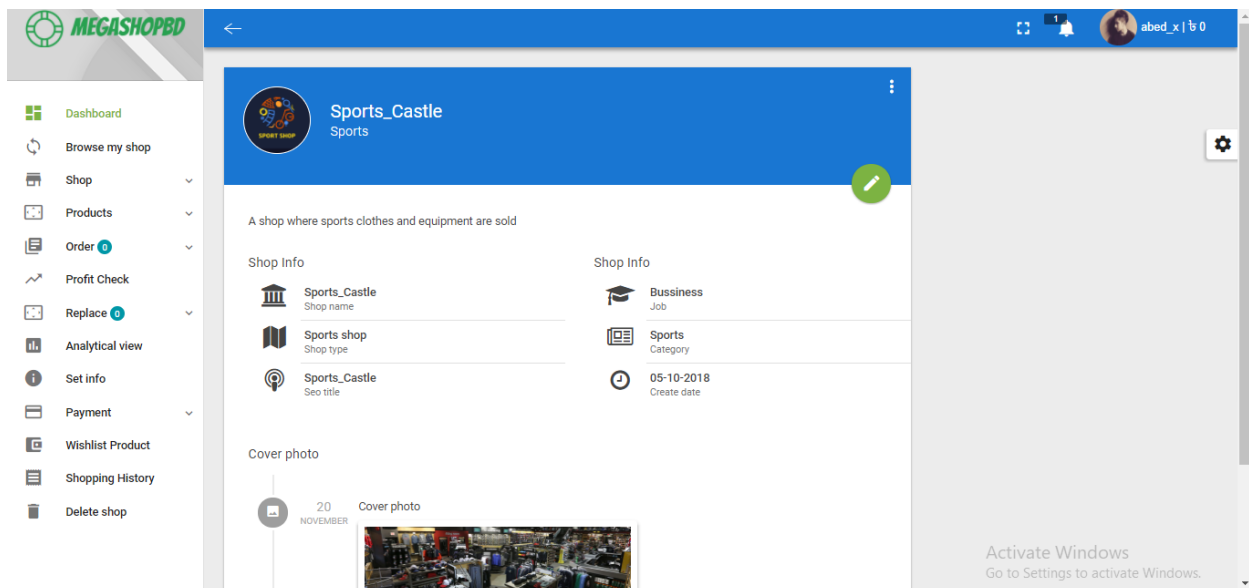 MEGASHOPBD
1
abed_x | ৳ 0
Dashboard
Browse my shop
Shop
Products
Order 0
Profit Check
Replace 0
Analytical view
Set info
Payment
Wishlist Product
Shopping History
Delete shop
SPORT SHOP
Sports_Castle
Sports
A shop where sports clothes and equipment are sold
Shop Info
Sports_Castle
Shop name
Sports shop
Shop type
Sports_Castle
Seo title
Shop Info
Bussiness
Job
Sports
Category
05-10-2018
Create date
Cover photo
20
NOVEMBER
Cover photo
Activate Windows
Go to Settings to activate Windows.